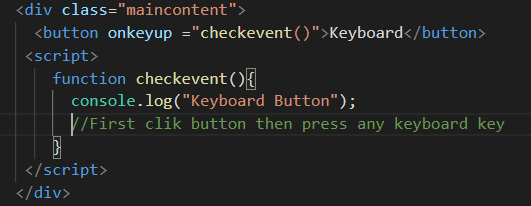 <div class="maincontent">
<button onkeyup ="checkevent()">Keyboard</button>
<script>
function checkevent(){
console.log("Keyboard Button");
//First clik button then press any keyboard key
}
</script>
</div>